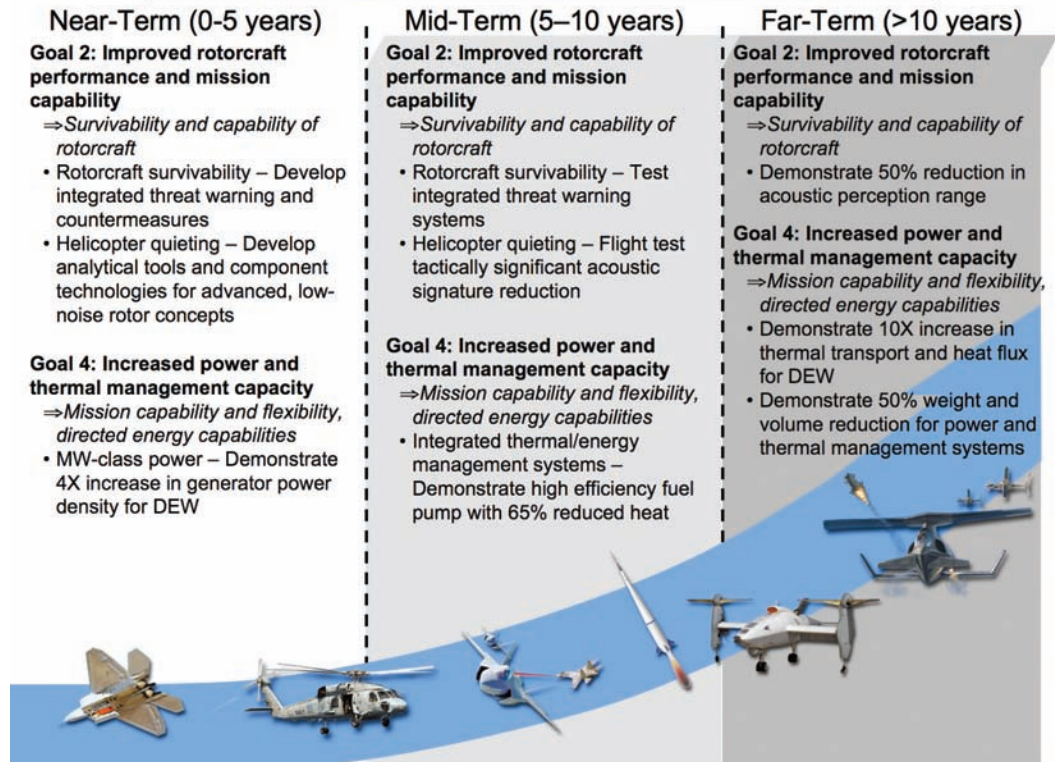 Near-Term (0-5 years)
Goal 2: Improved rotorcraft
performance and mission
capability
⇒Survivability and capability of
rotorcraft
• Rotorcraft survivability – Develop
integrated threat warning and
countermeasures
• Helicopter quieting – Develop
analytical tools and component
technologies for advanced, low-
noise rotor concepts
Goal 4: Increased power and
thermal management capacity
⇒Mission capability and flexibility,
directed energy capabilities
• MW-class power – Demonstrate
4X increase in generator power
density for DEW
Mid-Term (5–10 years)
Goal 2: Improved rotorcraft
performance and mission
capability
⇒Survivability and capability of
rotorcraft
• Rotorcraft survivability – Test
integrated threat warning
systems
• Helicopter quieting – Flight test
tactically significant acoustic
signature reduction
Goal 4: Increased power and
thermal management capacity
⇒Mission capability and flexibility,
directed energy capabilities
• Integrated thermal/energy
management systems –
Demonstrate high efficiency fuel
pump with 65% reduced heat
Far-Term (>10 years)
Goal 2: Improved rotorcraft
performance and mission
capability
⇒Survivability and capability of
rotorcraft
• Demonstrate 50% reduction in
acoustic perception range
Goal 4: Increased power and
thermal management capacity
⇒Mission capability and flexibility,
directed energy capabilities
• Demonstrate 10X increase in
thermal transport and heat flux
for DEW
• Demonstrate 50% weight and
volume reduction for power and
thermal management systems